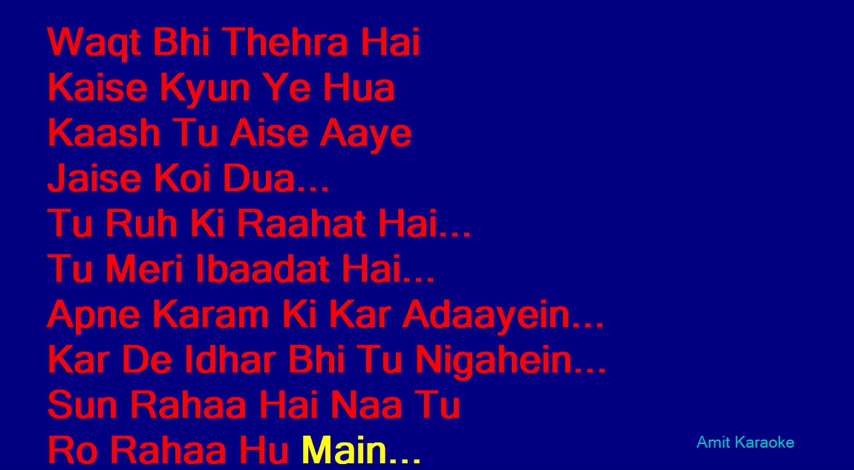 Waqt Bhi Thehra Hai
Kaise Kyun Ye Hua
Kaash Tu Aise Aaye
Jaise Koi Dua...
Tu Ruh Ki Raahat Hai...
Tu Meri Ibaadat Hai...
Apne Karam Ki Kar Adaayein...
Kar De Idhar Bhi Tu Nigahein...
Sun Rahaa Hai Naa Tu
Ro Rahaa Hu Main...
Amit Karaoke